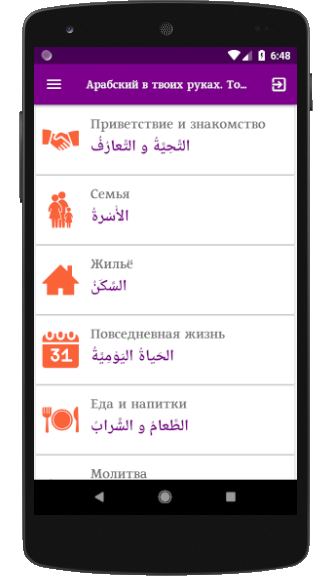 6:48
Арабский в твоих руках. То...
Приветствие и знакомство
التَّحِيَّةُ و التَّعارُفُ
Семья
الأُسْرةُ
Жильё
السَّكَنُ
31
Повседневная жизнь
الحَياةُ اليَوْمِيَّةُ
Еда и напитки
الطَّعامُ و الشَّرابُ
Молитва